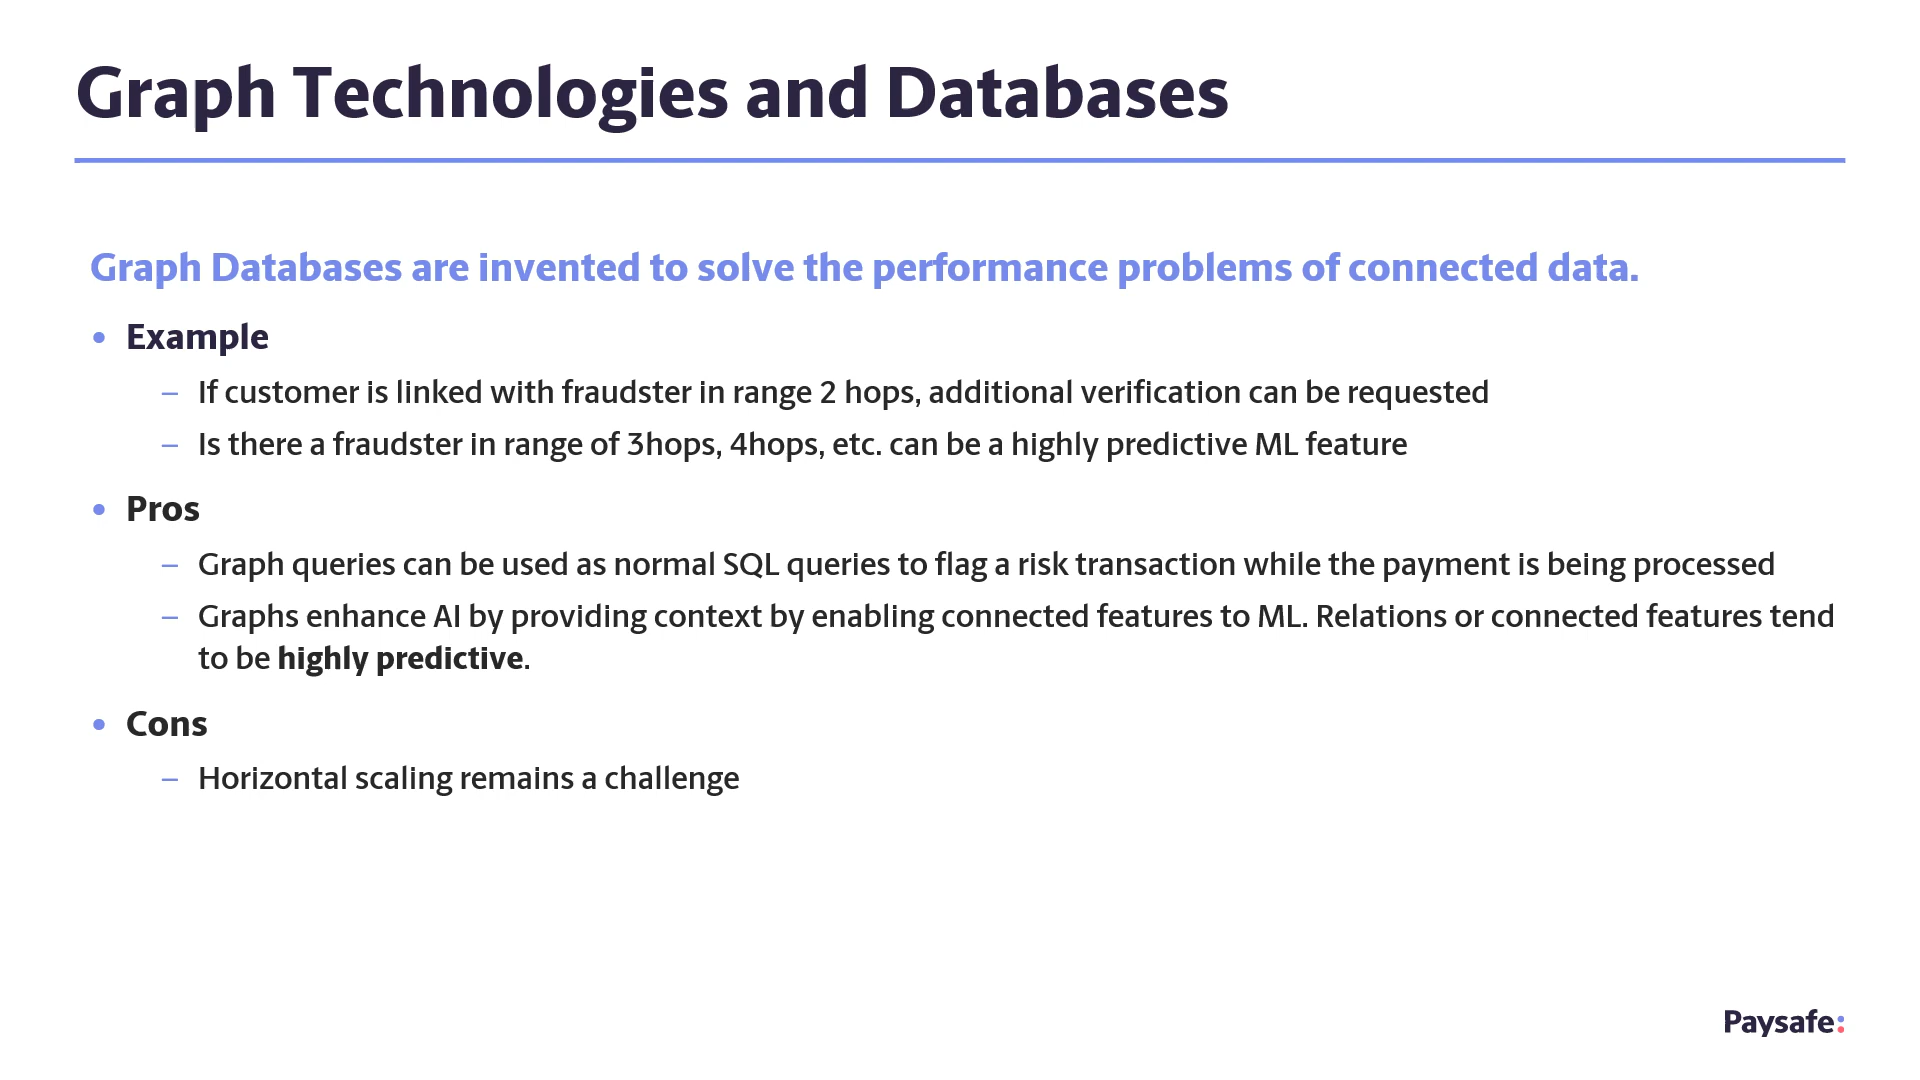 Graph Technologies and Databases
Graph Databases are invented to solve the performance problems of connected data.
• Example
– If customer is linked with fraudster in range 2 hops, additional verification can be requested
– Is there a fraudster in range of 3hops, 4hops, etc. can be a highly predictive ML feature
• Pros
– Graph queries can be used as normal SQL queries to flag a risk transaction while the payment is being processed
– Graphs enhance AI by providing context by enabling connected features to ML. Relations or connected features tend
to be highly predictive.
• Cons
– Horizontal scaling remains a challenge
Paysafe: